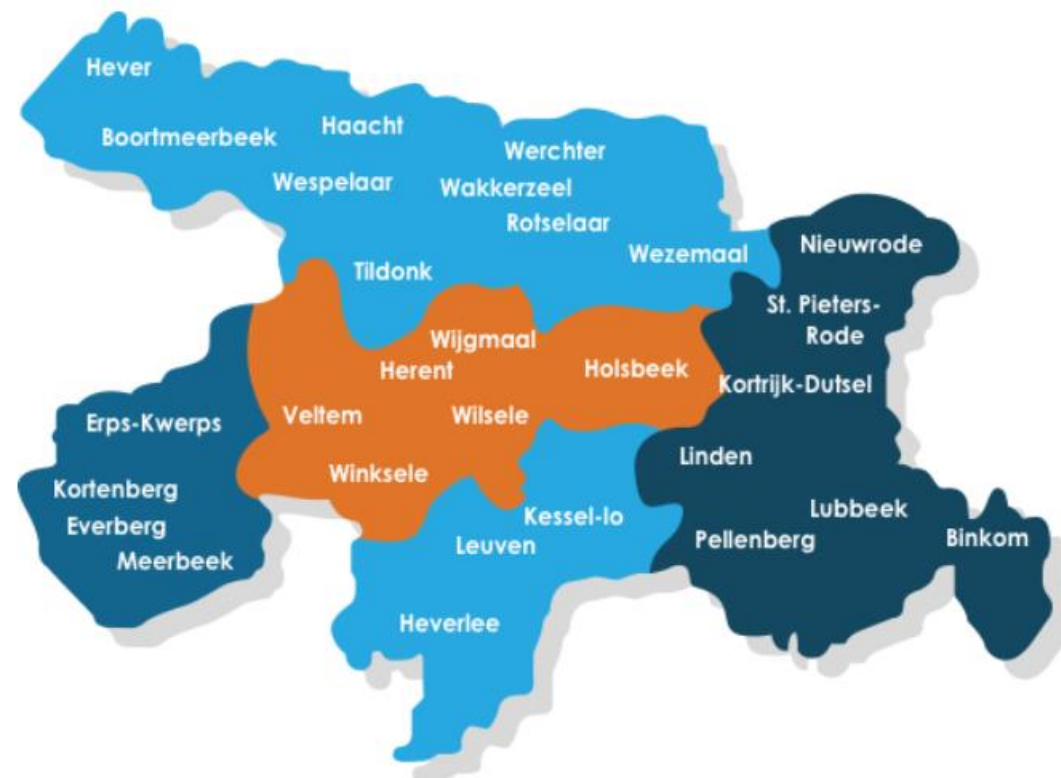 Hever
Boortmeerbeek
Haacht
Werchter
Wespelaar
Wakkerzeel
Rotselaar
Wezemaal
Tildonk
Nieuwrode
St. Pieters-
Rode
Kortrijk-Dutsel
Wijgmaal
Herent
Holsbeek
Veltem
Wilsele
Winksele
Erps-Kwerps
Kortenberg
Everberg
Meerbeek
Kessel-lo
Leuven
Heverlee
Linden
Lubbeek
Pellenberg
Binkom